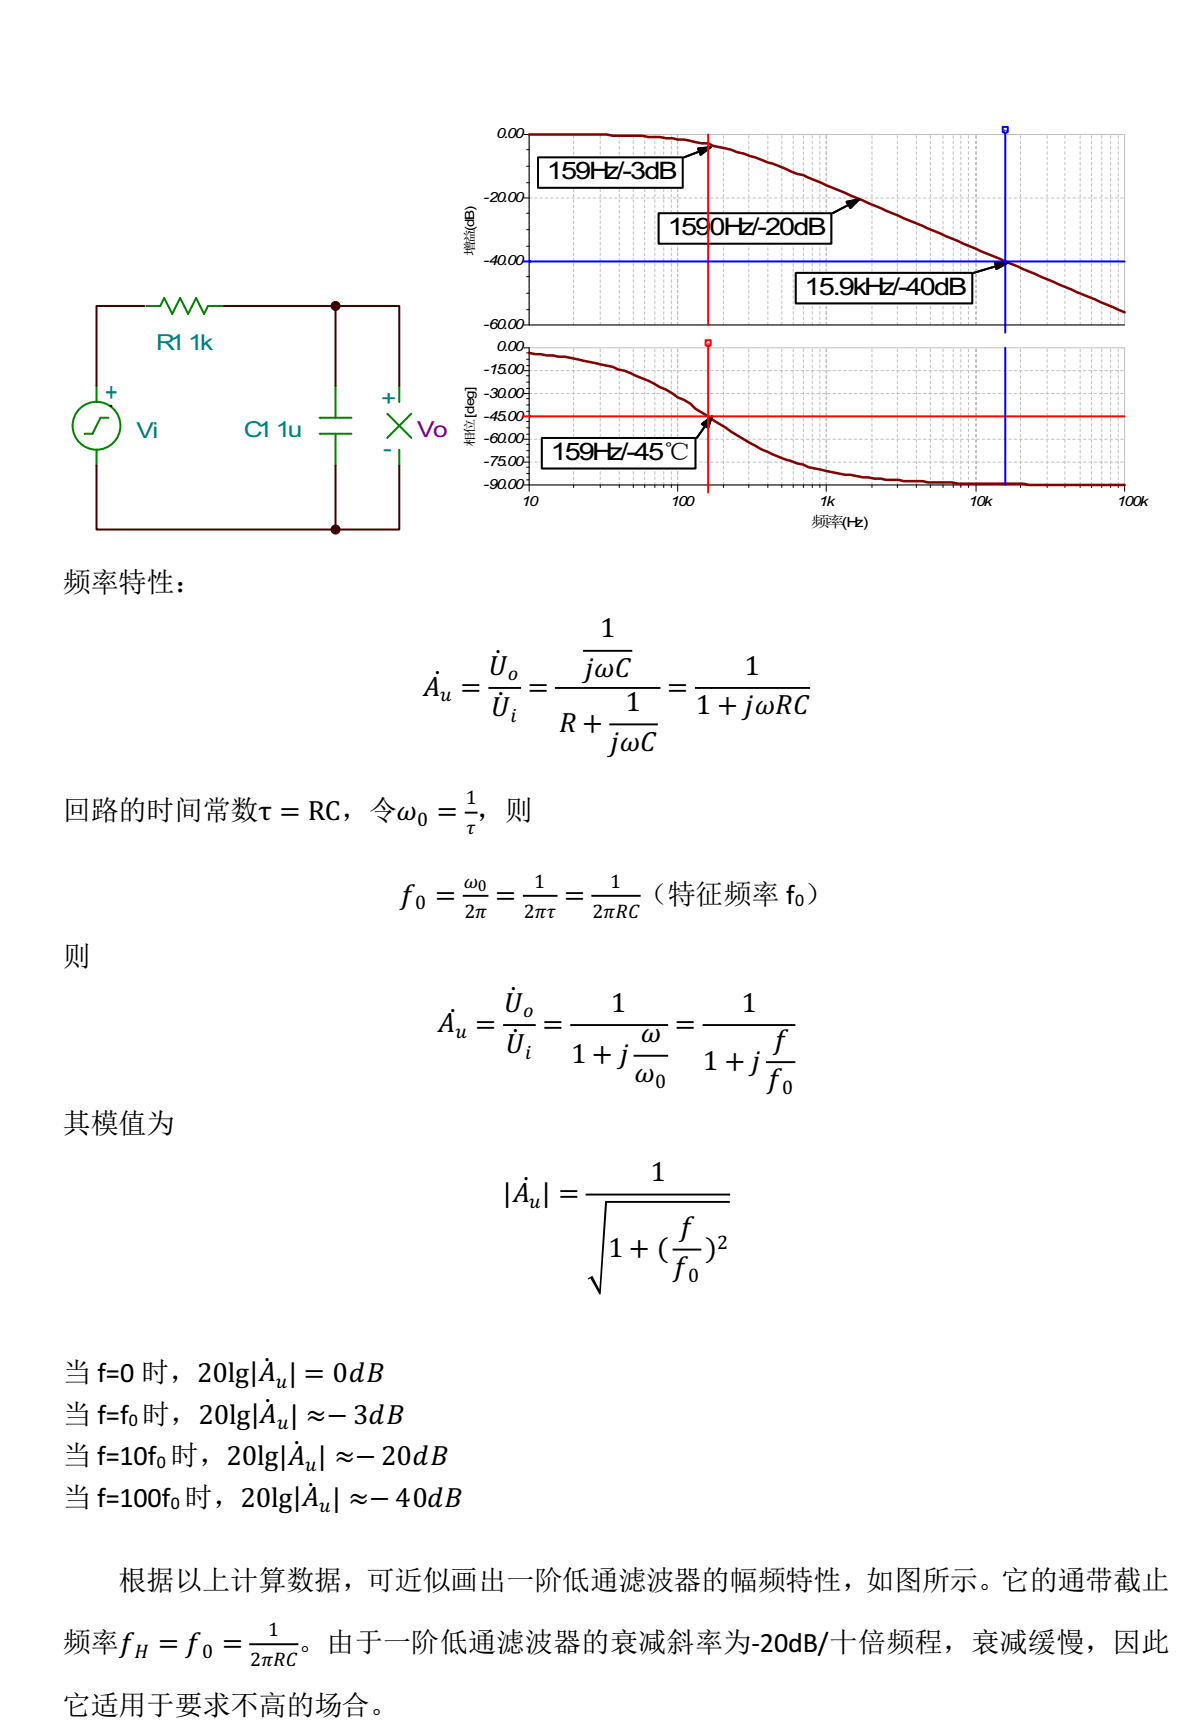 0.00
-20.00
-40.00
-60.00
增益(dB)
159Hz/-3dB
1590Hz/-20dB
15.9kHz/-40dB
0.00
-15.00
-30.00
-45.00
-60.00
-75.00
-90.00
相位[deg]
159Hz/-45℃
10 100 1k 10k 100k
频率(Hz)
R1 1k
+
Vi
C1 1u
+
-
Vo
频率特性：
$\dot{A}_u = \frac{\dot{U}_o}{\dot{U}_i} = \frac{\frac{1}{j\omega C}}{R + \frac{1}{j\omega C}} = \frac{1}{1 + j\omega RC}$
回路的时间常数τ = RC，令$\omega_0 = \frac{1}{\tau}$，则
$f_0 = \frac{\omega_0}{2\pi} = \frac{1}{2\pi\tau} = \frac{1}{2\pi RC}$（特征频率 f₀）
则
$\dot{A}_u = \frac{\dot{U}_o}{\dot{U}_i} = \frac{1}{1 + j\frac{\omega}{\omega_0}} = \frac{1}{1 + j\frac{f}{f_0}}$
其模值为
$|\dot{A}_u| = \frac{1}{\sqrt{1 + (\frac{f}{f_0})^2}}$
当 f=0 时，$20\lg|\dot{A}_u| = 0dB$
当 f=f₀ 时，$20\lg|\dot{A}_u| \approx -3dB$
当 f=10f₀ 时，$20\lg|\dot{A}_u| \approx -20dB$
当 f=100f₀ 时，$20\lg|\dot{A}_u| \approx -40dB$
根据以上计算数据，可近似画出一阶低通滤波器的幅频特性，如图所示。它的通带截止
频率$f_H = f_0 = \frac{1}{2\pi RC}$。由于一阶低通滤波器的衰减斜率为-20dB/十倍频程，衰减缓慢，因此
它适用于要求不高的场合。